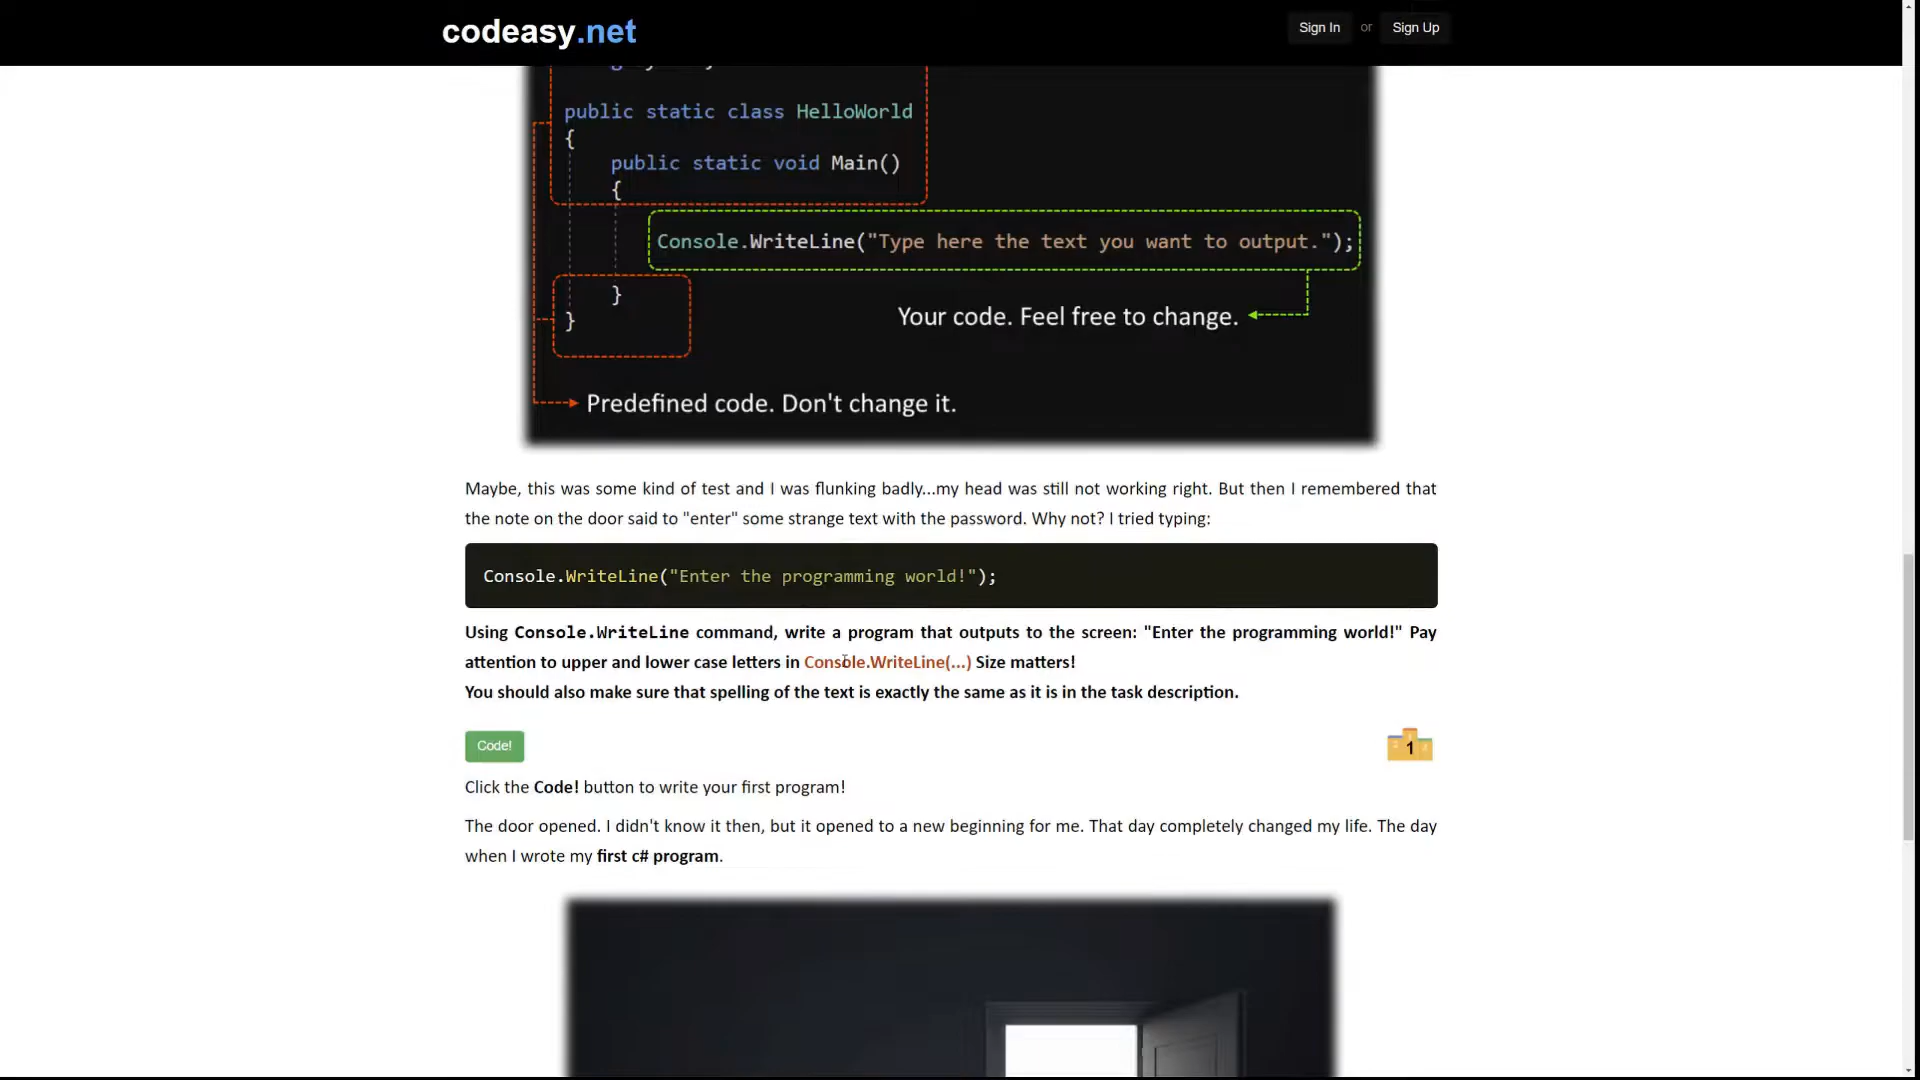 codeasy.net
Sign In or Sign Up
public static class HelloWorld
{
public static void Main()
{
Console.WriteLine("Type here the text you want to output.");
}
}
Your code. Feel free to change.
Predefined code. Don't change it.
Maybe, this was some kind of test and I was flunking badly...my head was still not working right. But then I remembered that
the note on the door said to "enter" some strange text with the password. Why not? I tried typing:
Console.WriteLine("Enter the programming world!");
Using Console.WriteLine command, write a program that outputs to the screen: "Enter the programming world!" Pay
attention to upper and lower case letters in Console.WriteLine(...) Size matters!
You should also make sure that spelling of the text is exactly the same as it is in the task description.
Code!
1
Click the Code! button to write your first program!
The door opened. I didn't know it then, but it opened to a new beginning for me. That day completely changed my life. The day
when I wrote my first c# program.